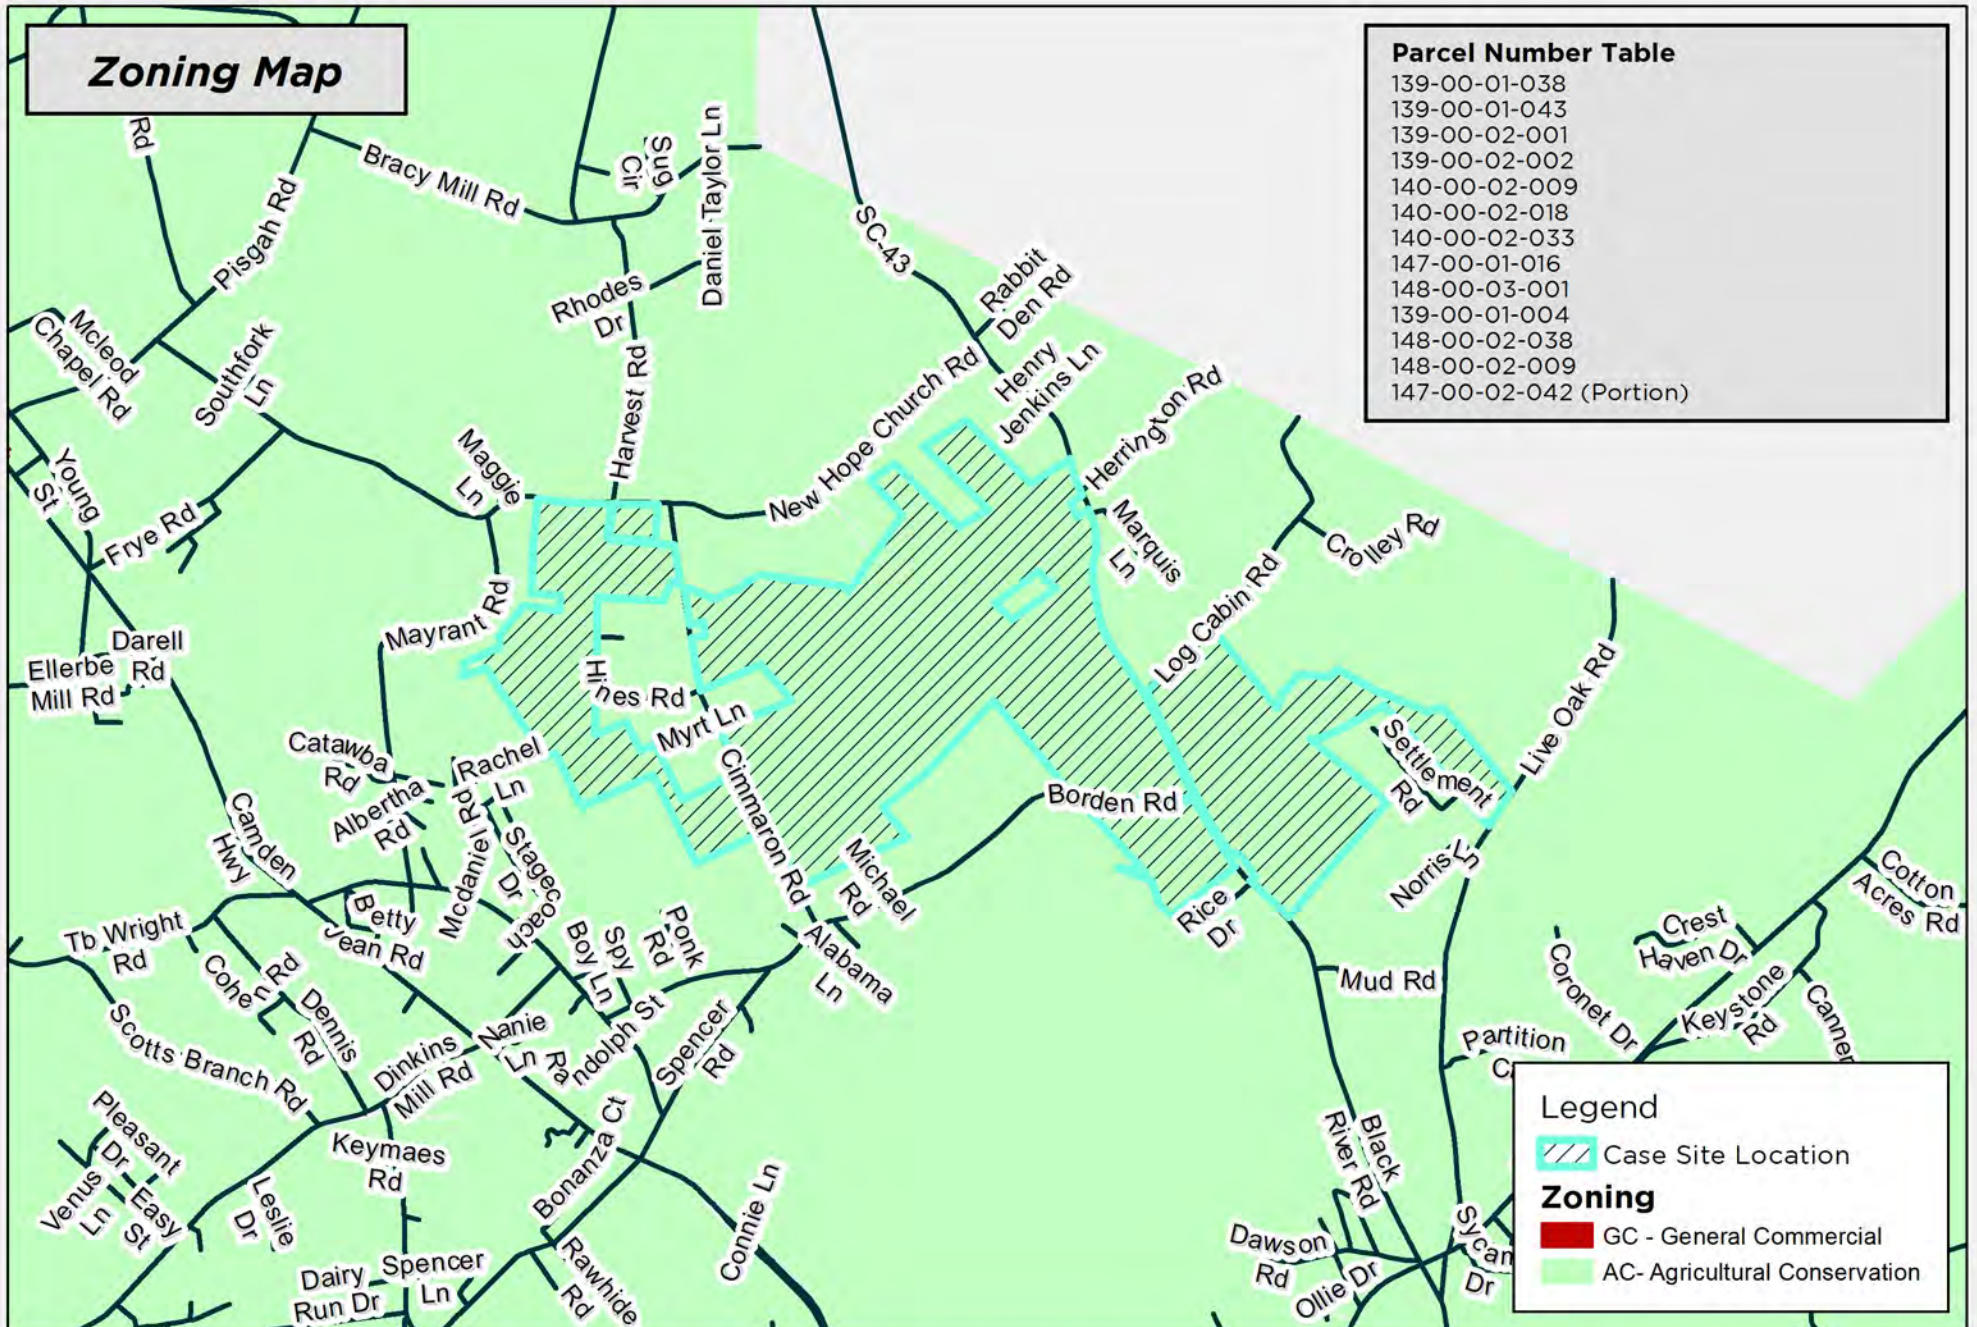 Zoning Map
Parcel Number Table
139-00-01-038
139-00-01-043
139-00-02-001
139-00-02-002
140-00-02-009
140-00-02-018
140-00-02-033
147-00-01-016
148-00-03-001
139-00-01-004
148-00-02-038
148-00-02-009
147-00-02-042 (Portion)
Rd
Bracy Mill Rd
Sug
Cir
Daniel Taylor Ln
Pisgah Rd
SC-43
Rabbit
Den Rd
Rhodes
Dr
Mcleod
Chapel Rd
Southfork
Ln
Harvest Rd
New Hope Church Rd
Henry
Jenkins Ln
Herrington Rd
Maggie
Ln
Young
St
Frye Rd
Marquis
Ln
Crolley Rd
Log Cabin Rd
Mayrant Rd
Darell
Rd
Ellerbe
Mill Rd
Hines Rd
Myrt Ln
Live Oak Rd
Settlement
Rd
Catawba
Rd
Rachel
Ln
Albertha
Rd
Cimmaron Rd
Borden Rd
Camden
Hwy
Mcdaniel Rd
Stagecoach
Dr
Michael
Rd
Norris Ln
Cotton
Acres Rd
Rice
Dr
Betty
Jean Rd
Tb Wright
Rd
Spy
Boy Ln
Ponk
Rd
Alabama
Ln
Crest
Haven Dr
Mud Rd
Coronet Dr
Keystone
Rd
Canner
Cohen Rd
Dennis
Rd
Scotts Branch Rd
Nanie
Ln
Randolph St
Spencer
Rd
Dinkins
Mill Rd
Partition
Pleasant
Dr
Venus
Ln
Easy
St
Keymaes
Rd
Bonanza Ct
Black
River Rd
Leslie
Dr
Connie Ln
Dawson
Rd
Ollie Dr
Sycam
Dr
Dairy
Run Dr
Spencer
Ln
Rawhide
Rd
Legend
Case Site Location
Zoning
GC - General Commercial
AC- Agricultural Conservation